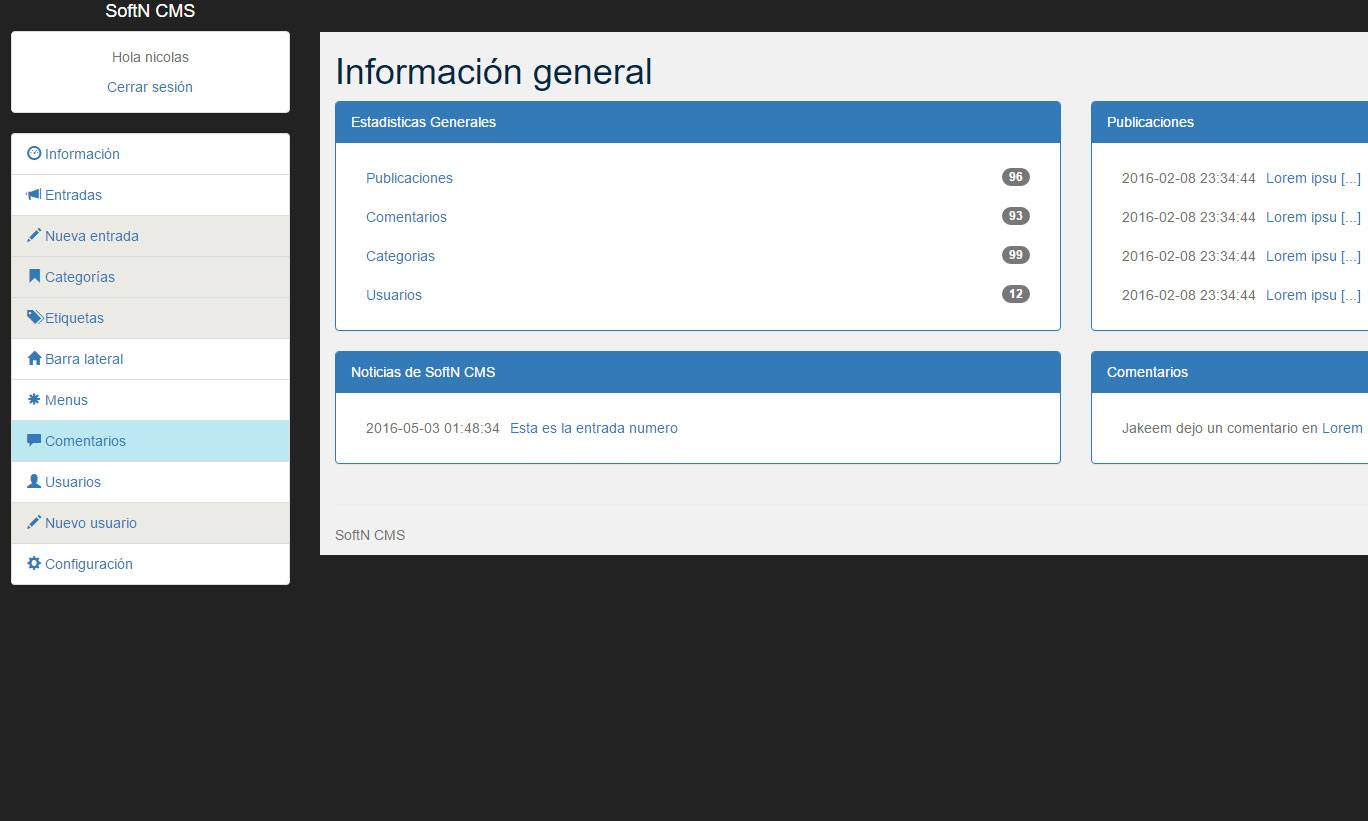 SoftN CMS
Hola nicolas
Cerrar sesión
Información
Entradas
Nueva entrada
Categorías
Etiquetas
Barra lateral
Menus
Comentarios
Usuarios
Nuevo usuario
Configuración
Información general
Estadisticas Generales
Publicaciones 96
Comentarios 93
Categorias 99
Usuarios 12
Publicaciones
2016-02-08 23:34:44 Lorem ipsu [...]
2016-02-08 23:34:44 Lorem ipsu [...]
2016-02-08 23:34:44 Lorem ipsu [...]
2016-02-08 23:34:44 Lorem ipsu [...]
Noticias de SoftN CMS
2016-05-03 01:48:34 Esta es la entrada numero
Comentarios
Jakeem dejo un comentario en Lorem
SoftN CMS